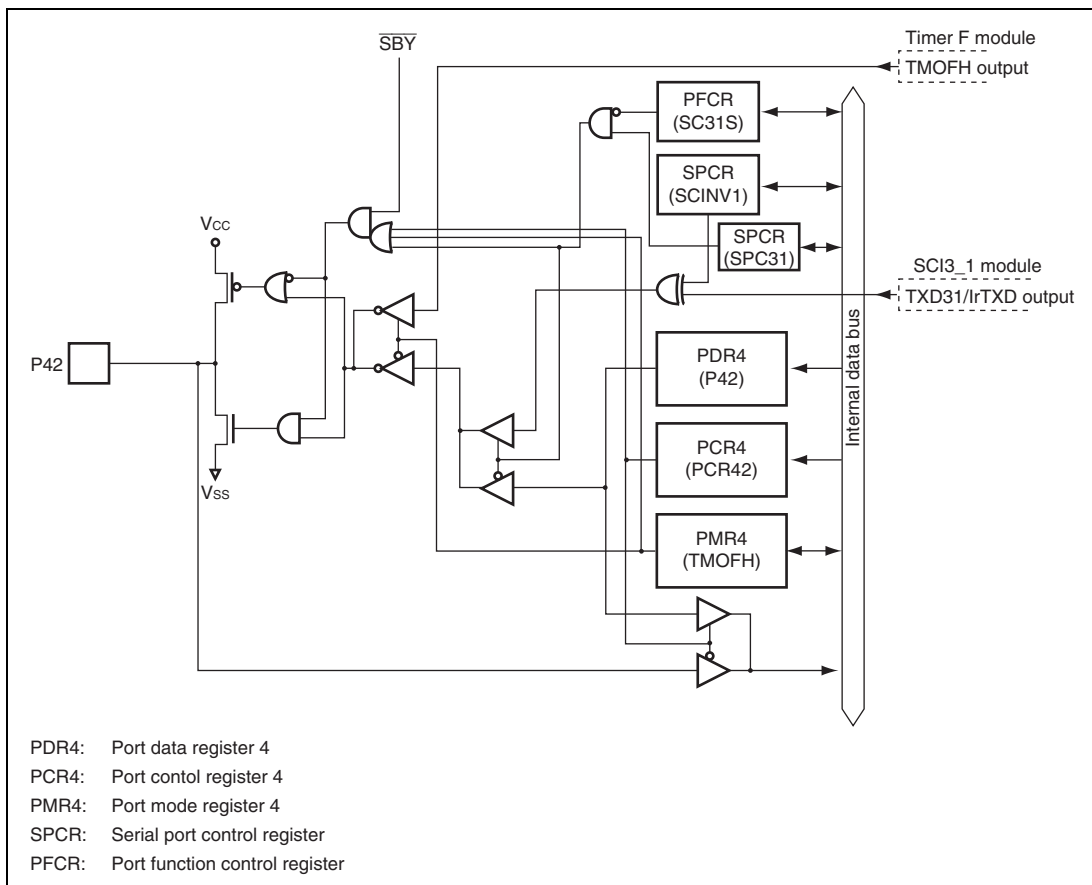 Timer F module
TMOFH output
SBY
PFCR
(SC31S)
SPCR
(SCINV1)
SPCR
(SPC31)
VCC
SCI3_1 module
TXD31/IrTXD output
P42
PDR4
(P42)
Internal data bus
PCR4
(PCR42)
VSS
PMR4
(TMOFH)
PDR4: Port data register 4
PCR4: Port contol register 4
PMR4: Port mode register 4
SPCR: Serial port control register
PFCR: Port function control register